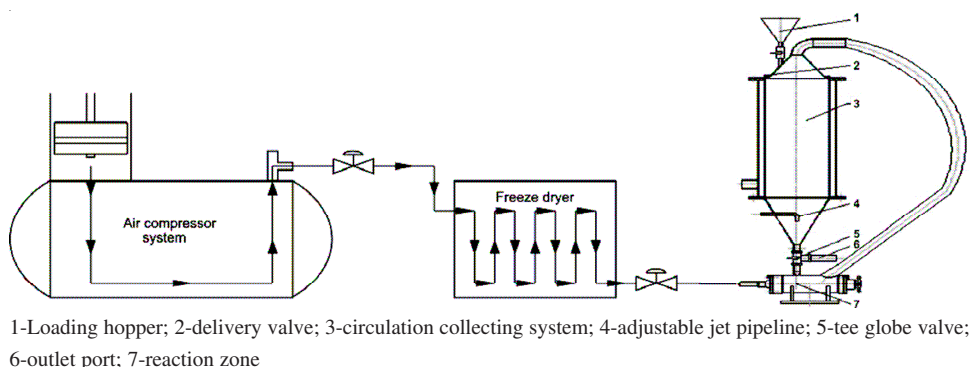 1
2
3
Freeze dryer
Air compressor
system
4
5
6
7
1-Loading hopper; 2-delivery valve; 3-circulation collecting system; 4-adjustable jet pipeline; 5-tee globe valve;
6-outlet port; 7-reaction zone